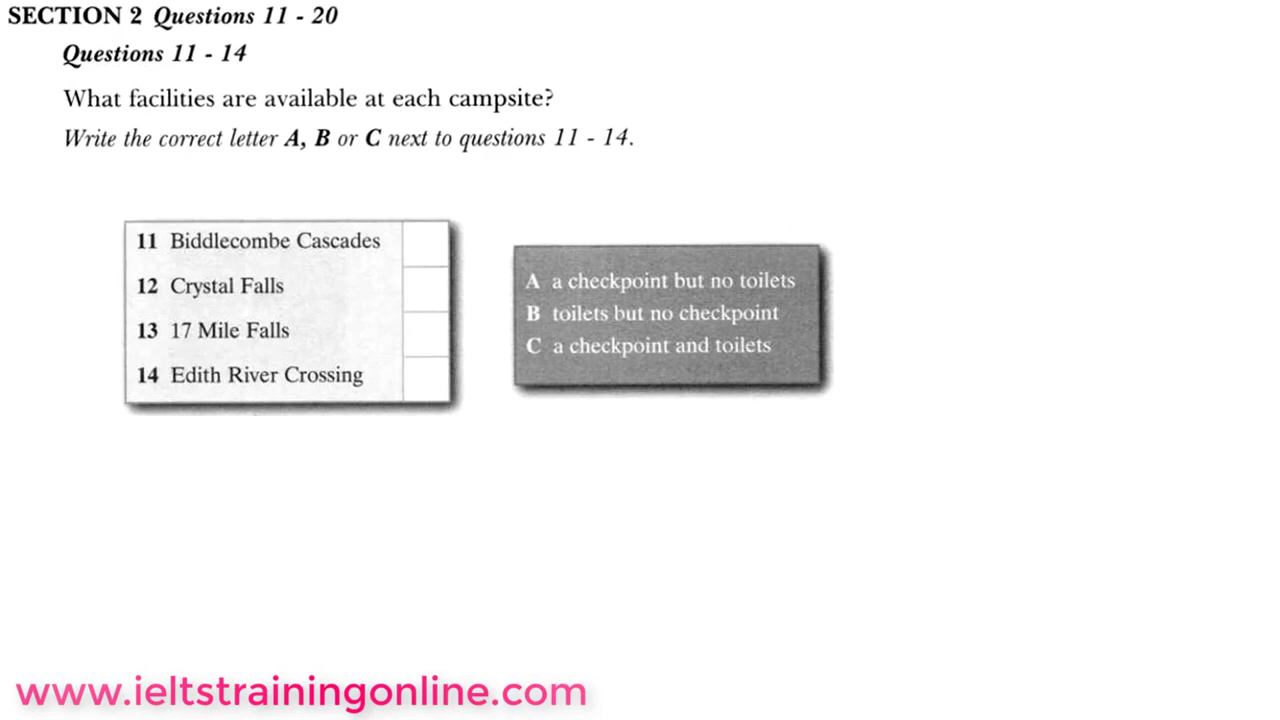 SECTION 2 Questions 11 - 20
Questions 11 - 14
What facilities are available at each campsite?
Write the correct letter A, B or C next to questions 11 - 14.
11 Biddlecombe Cascades
12 Crystal Falls
13 17 Mile Falls
14 Edith River Crossing
A a checkpoint but no toilets
B toilets but no checkpoint
C a checkpoint and toilets
www.ieltstrainingonline.com